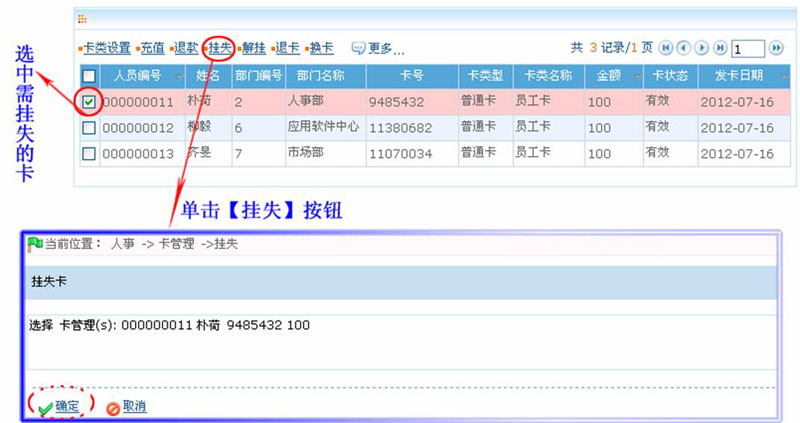 选中需挂失的卡
卡类设置 充值 退款 挂失 解挂 退卡 换卡 更多... 共 3 记录/1 页 1
人员编号 姓名 部门编号 部门名称 卡号 卡类型 卡类名称 金额 卡状态 发卡日期
000000011 朴荷 2 人事部 9485432 普通卡 员工卡 100 有效 2012-07-16
000000012 柳毅 6 应用软件中心 11380682 普通卡 员工卡 100 有效 2012-07-16
000000013 齐旻 7 市场部 11070034 普通卡 员工卡 100 有效 2012-07-16
单击【挂失】按钮
当前位置： 人事 -> 卡管理 ->挂失
挂失卡
选择 卡管理(s): 000000011 朴荷 9485432 100
确定 取消